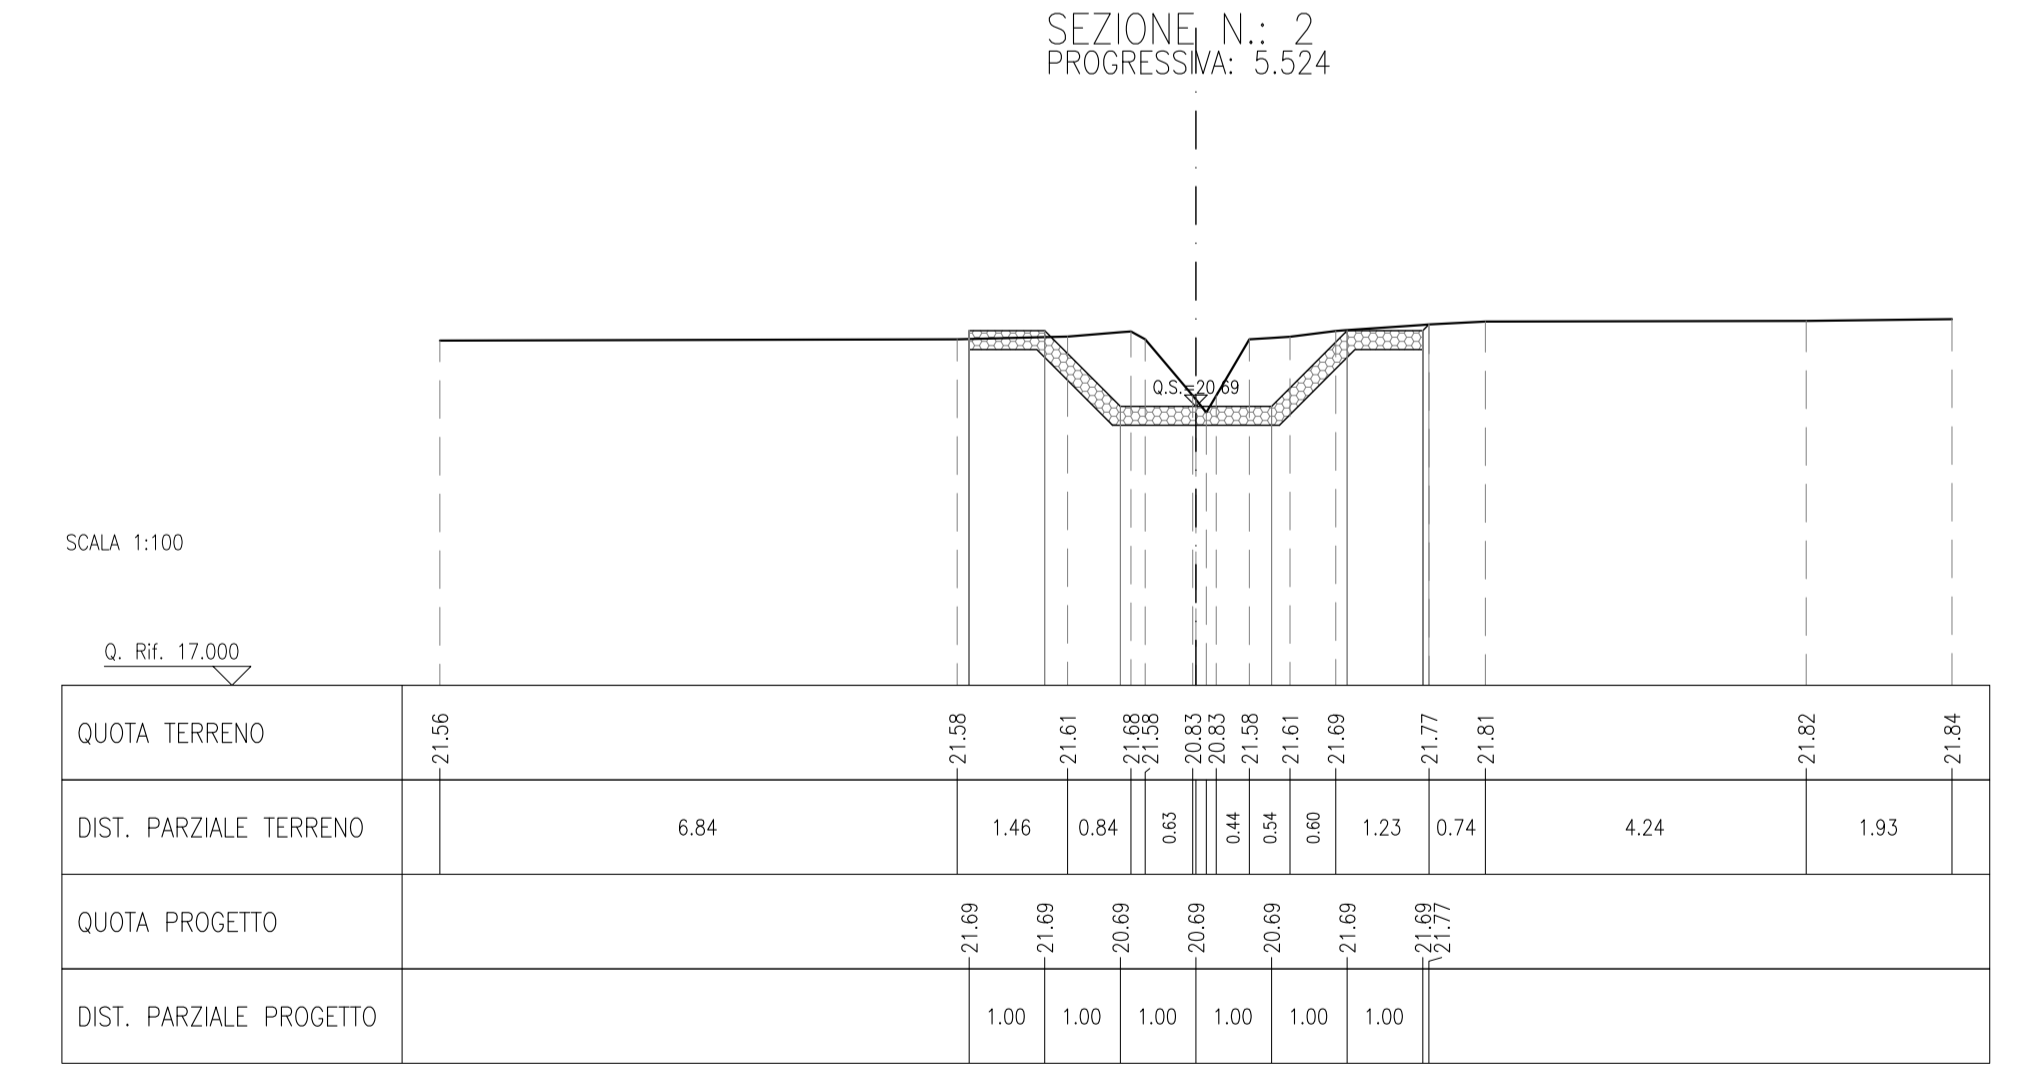 SEZIONE N.: 2
PROGRESSIVA: 5.524
Q.S.=20.69
SCALA 1:100
Q. Rif. 17.000
QUOTA TERRENO 21.56 21.58 21.61 21.68 21.58 20.83 20.83 21.58 21.61 21.69 21.77 21.81 21.82 21.84
DIST. PARZIALE TERRENO 6.84 1.46 0.84 0.63 0.44 0.54 0.60 1.23 0.74 4.24 1.93
QUOTA PROGETTO 21.69 21.69 20.69 20.69 20.69 21.69 21.69 21.77
DIST. PARZIALE PROGETTO 1.00 1.00 1.00 1.00 1.00 1.00